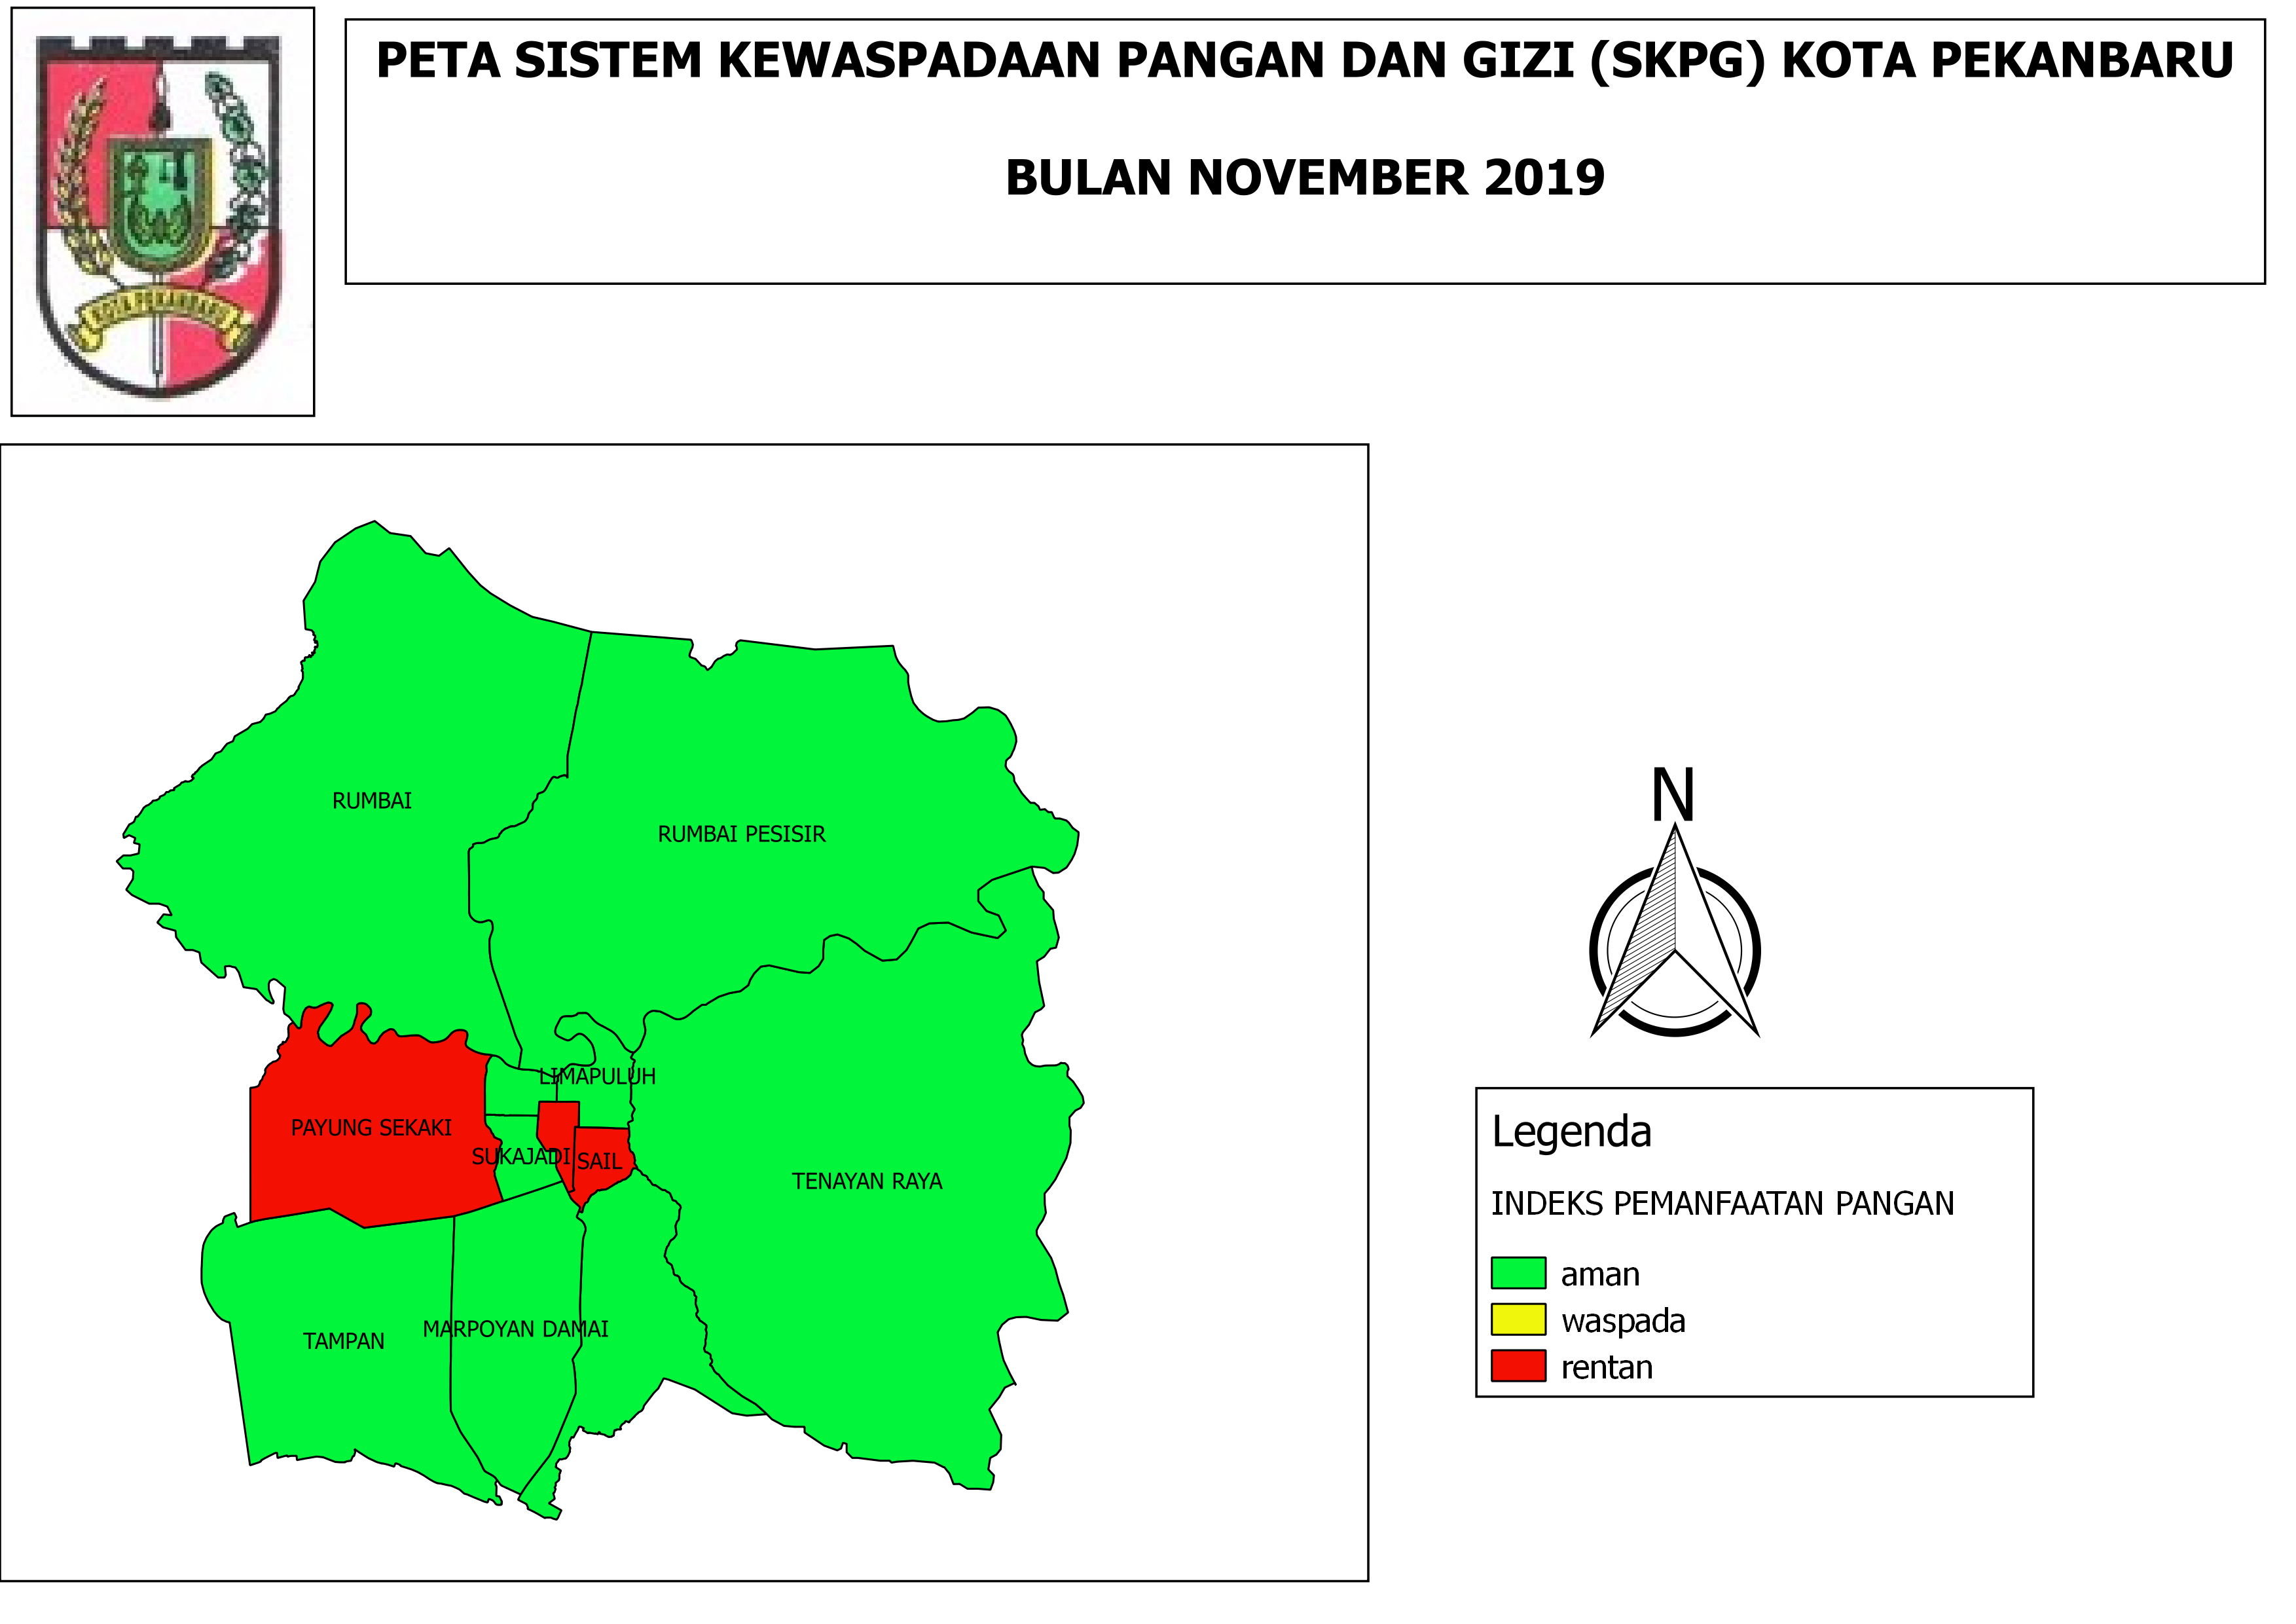 KOTA PEKANBARU
PETA SISTEM KEWASPADAAN PANGAN DAN GIZI (SKPG) KOTA PEKANBARU
BULAN NOVEMBER 2019
RUMBAI
RUMBAI PESISIR
LIMAPULUH
PAYUNG SEKAKI
SUKAJADI
SAIL
TENAYAN RAYA
TAMPAN
MARPOYAN DAMAI
N
Legenda
INDEKS PEMANFAATAN PANGAN
aman
waspada
rentan